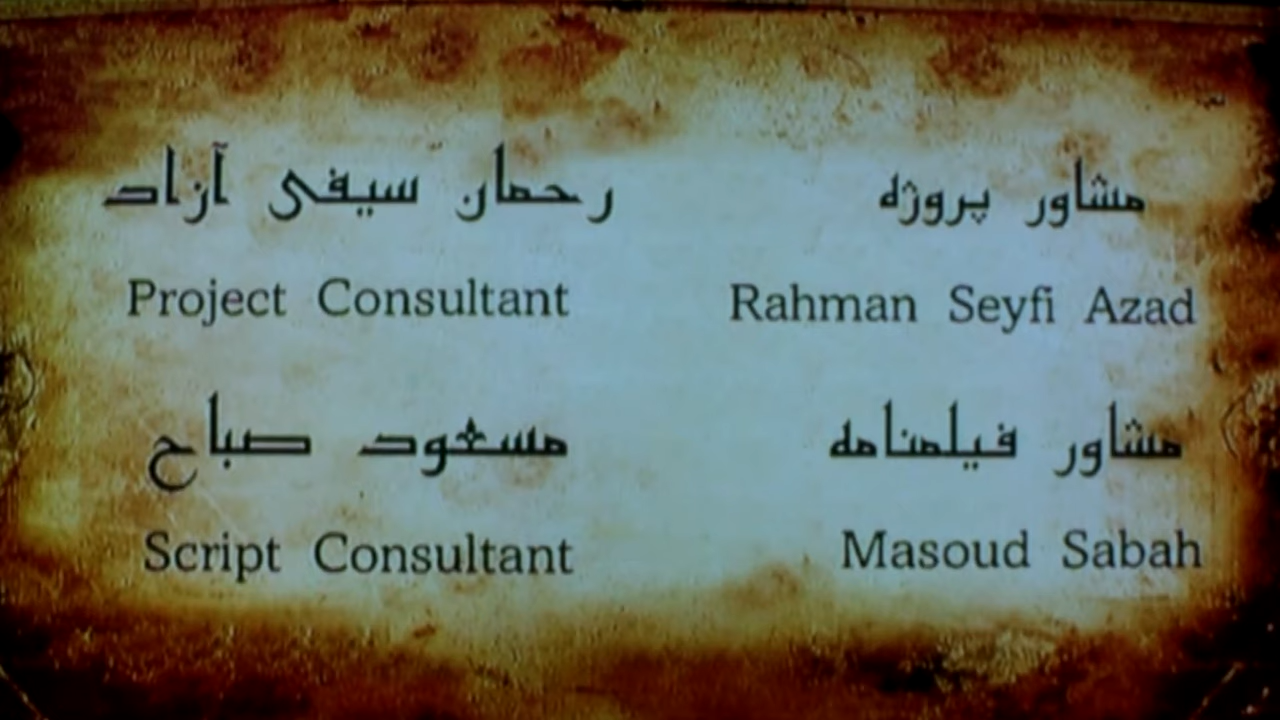 مشاور پروژه رحمان سیفی آزاد
Project Consultant Rahman Seyfi Azad
مشاور فیلمنامه مسعود صباح
Script Consultant Masoud Sabah